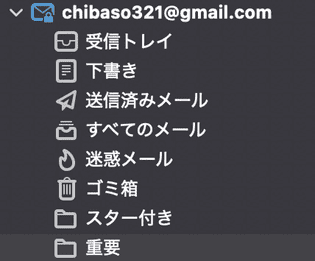 chibaso321@gmail.com
受信トレイ
下書き
送信済みメール
すべてのメール
迷惑メール
ゴミ箱
スター付き
重要